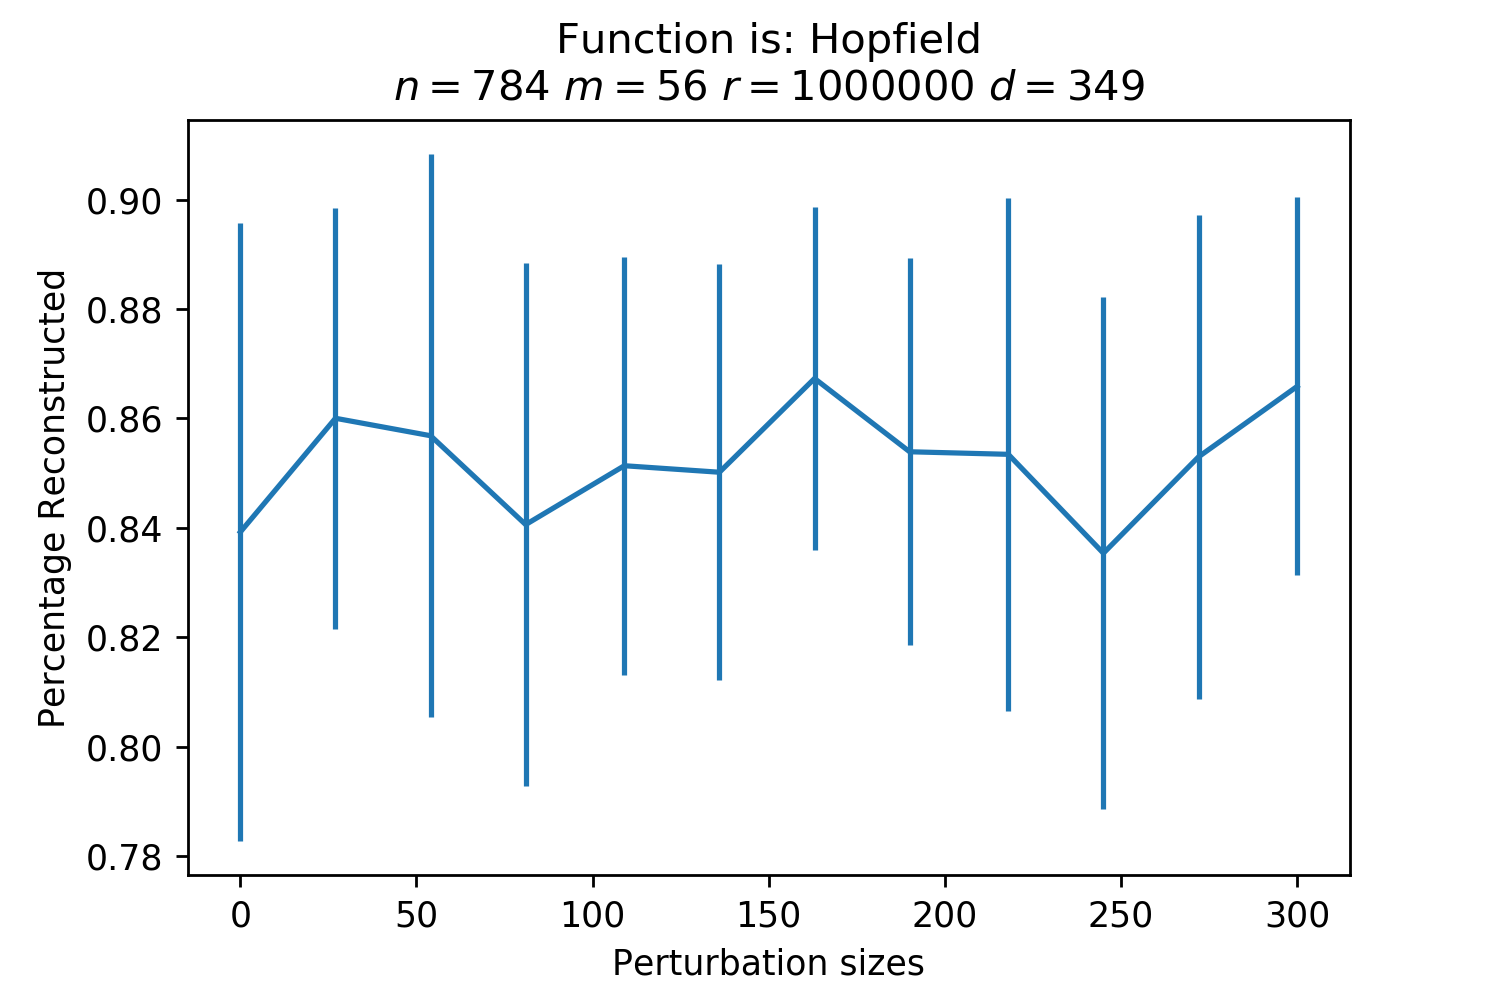 Function is: Hopfield
n = 784 m = 56 r = 1000000 d = 349
Percentage Reconstructed
0.90
0.88
0.86
0.84
0.82
0.80
0.78
0 50 100 150 200 250 300
Perturbation sizes